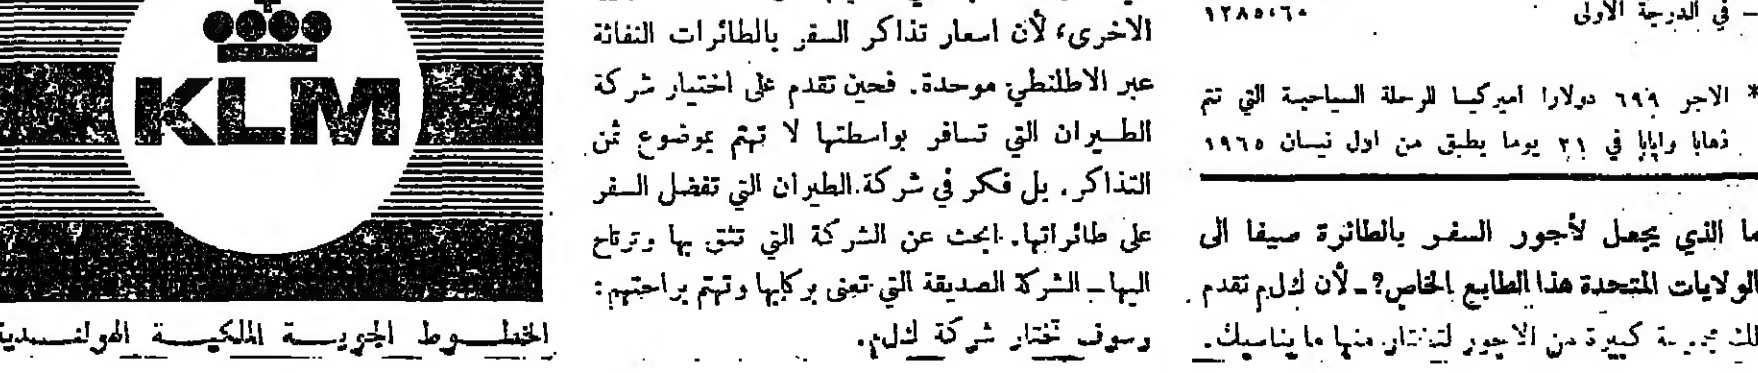 – في الدرجة الاولى ١٢٨٥،٦٠
* الاجر ٦٩٩ دولارا اميركيا للرحلة السياحية التي تتم
ذهابا وايابا في ٢١ يوما يطبق من اول نيسان ١٩٦٥
ما الذي يجعل لأجور السفر بالطائرة صيفا الى
الولايات المتحدة هذا الطابع الخاص؟ ـ لأن ك.ل.م تقدم
لك مجموعة كبيرة من الاجور لتختار منها ما يناسبك.
الاخرى، لأن اسعار تذاكر السفر بالطائرات النفاثة
عبر الاطلنطي موحدة. فحين تقدم على اختيار شركة
الطيران التي تسافر بواسطتها لا تهتم بموضوع ثمن
التذاكر. بل فكر في شركة الطيران التي تفضل السفر
على طائراتها. ابحث عن الشركة التي تثق بها وترتاح
اليها ـ الشركة الصديقة التي تعنى بركابها وتهتم براحتهم:
وسوف تختار شركة ك.ل.م.
KLM
الخطوط الجوية الملكية الهولندية